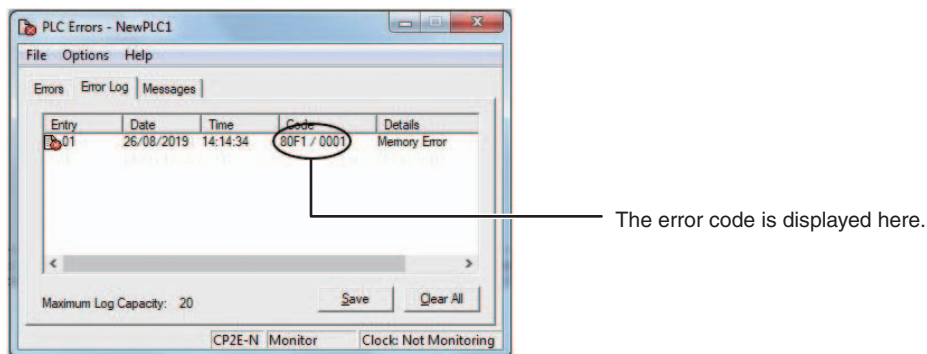 PLC Errors - NewPLC1
File Options Help
Errors Error Log Messages
Entry Date Time Code Details
01 26/08/2019 14:14:34 80F1 / 0001 Memory Error
The error code is displayed here.
Maximum Log Capacity: 20 Save Clear All
CP2E-N Monitor Clock: Not Monitoring